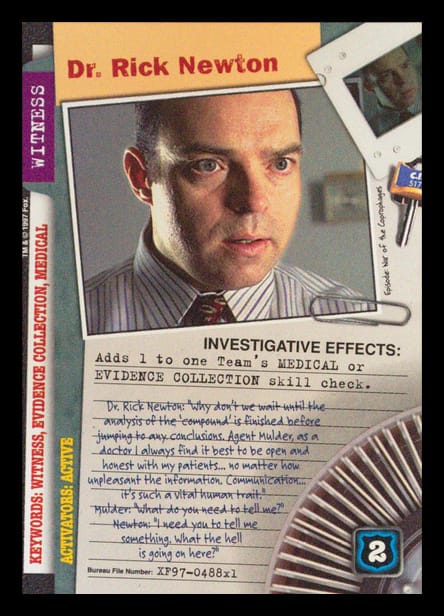 Dr. Rick Newton
WITNESS
TM & © 1997 Fox.
KEYWORDS: WITNESS, EVIDENCE COLLECTION, MEDICAL
ACTIVATORS: ACTIVE
Episode: War of the Coprophages
INVESTIGATIVE EFFECTS:
Adds 1 to one Team's MEDICAL or
EVIDENCE COLLECTION skill check.
Dr. Rick Newton: "Why don't we wait until the
analysis of the 'compound' is finished before
jumping to any conclusions. Agent Mulder, as a
doctor I always find it best to be open and
honest with my patients... no matter how
unpleasant the information. Communication...
it's such a vital human trait."
Mulder: "What do you need to tell me?"
Newton: "I need you to tell me
something. What the hell
is going on here?"
Bureau File Number: XF97-0488x1
2